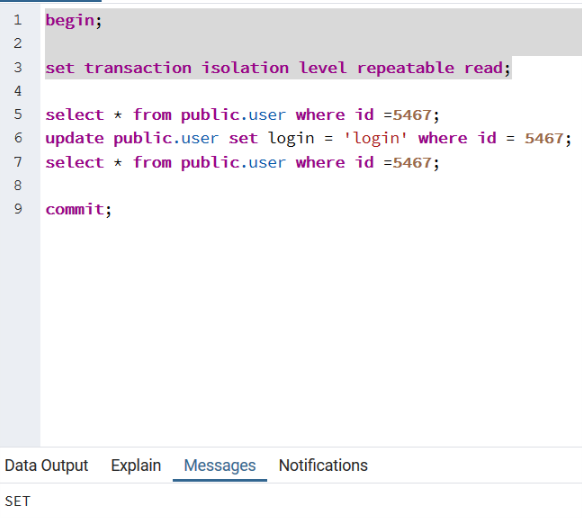 1 begin;
2
3 set transaction isolation level repeatable read;
4
5 select * from public.user where id =5467;
6 update public.user set login = 'login' where id = 5467;
7 select * from public.user where id =5467;
8
9 commit;
Data Output Explain Messages Notifications
SET